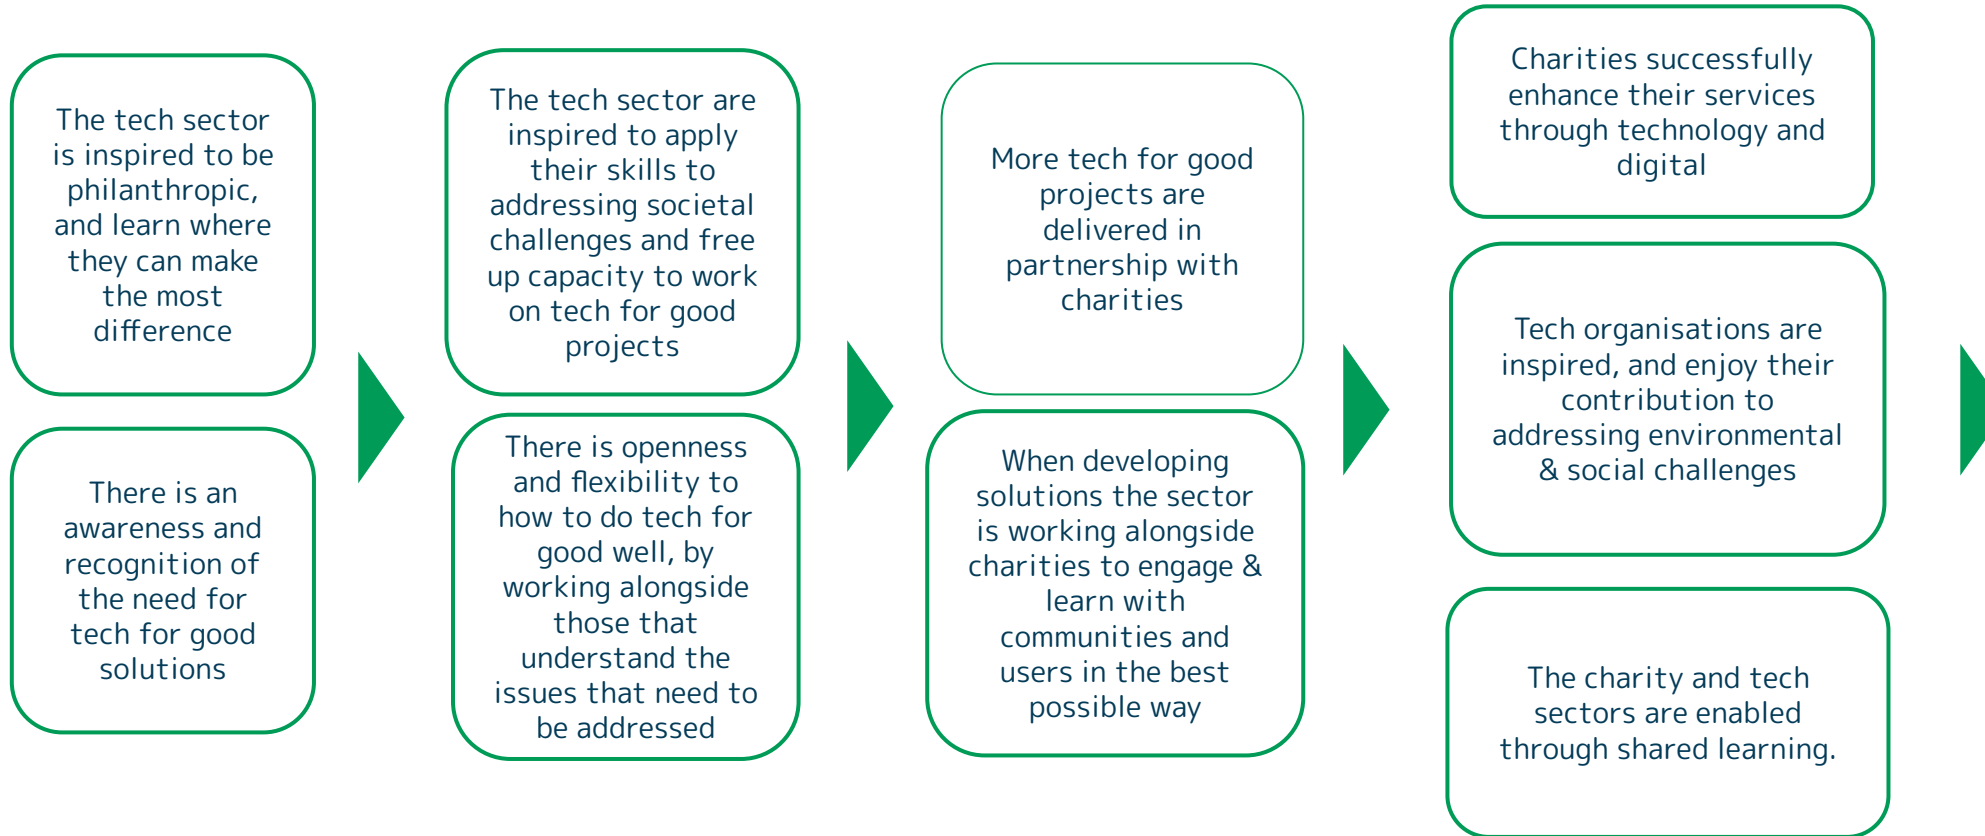 The tech sector
is inspired to be
philanthropic,
and learn where
they can make
the most
difference
There is an
awareness and
recognition of
the need for
tech for good
solutions
The tech sector are
inspired to apply
their skills to
addressing societal
challenges and free
up capacity to work
on tech for good
projects
There is openness
and flexibility to
how to do tech for
good well, by
working alongside
those that
understand the
issues that need to
be addressed
More tech for good
projects are
delivered in
partnership with
charities
When developing
solutions the sector
is working alongside
charities to engage &
learn with
communities and
users in the best
possible way
Charities successfully
enhance their services
through technology and
digital
Tech organisations are
inspired, and enjoy their
contribution to
addressing environmental
& social challenges
The charity and tech
sectors are enabled
through shared learning.